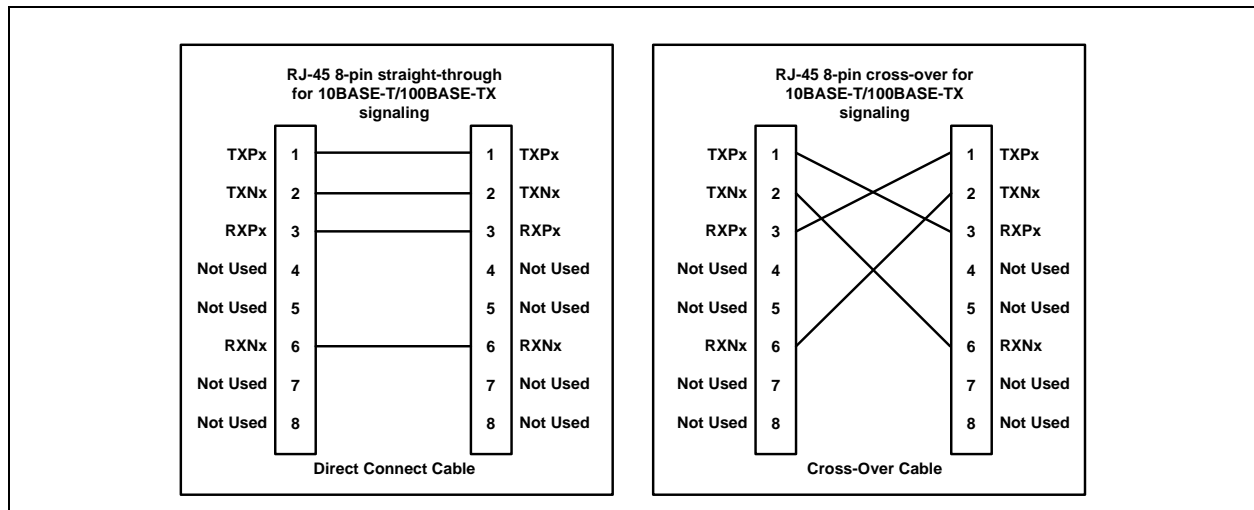 RJ-45 8-pin straight-through
for 10BASE-T/100BASE-TX
signaling
TXPx 1 1 TXPx
TXNx 2 2 TXNx
RXPx 3 3 RXPx
Not Used 4 4 Not Used
Not Used 5 5 Not Used
RXNx 6 6 RXNx
Not Used 7 7 Not Used
Not Used 8 8 Not Used
Direct Connect Cable
RJ-45 8-pin cross-over for
10BASE-T/100BASE-TX
signaling
TXPx 1 1 TXPx
TXNx 2 2 TXNx
RXPx 3 3 RXPx
Not Used 4 4 Not Used
Not Used 5 5 Not Used
RXNx 6 6 RXNx
Not Used 7 7 Not Used
Not Used 8 8 Not Used
Cross-Over Cable